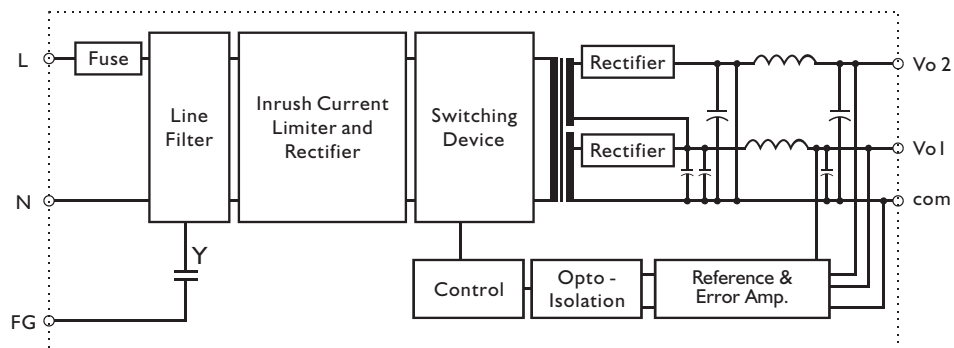 L
Fuse
Line
Filter
Inrush Current
Limiter and
Rectifier
Switching
Device
Rectifier
Vo 2
Rectifier
Vo1
N
com
Y
FG
Control
Opto -
Isolation
Reference &
Error Amp.